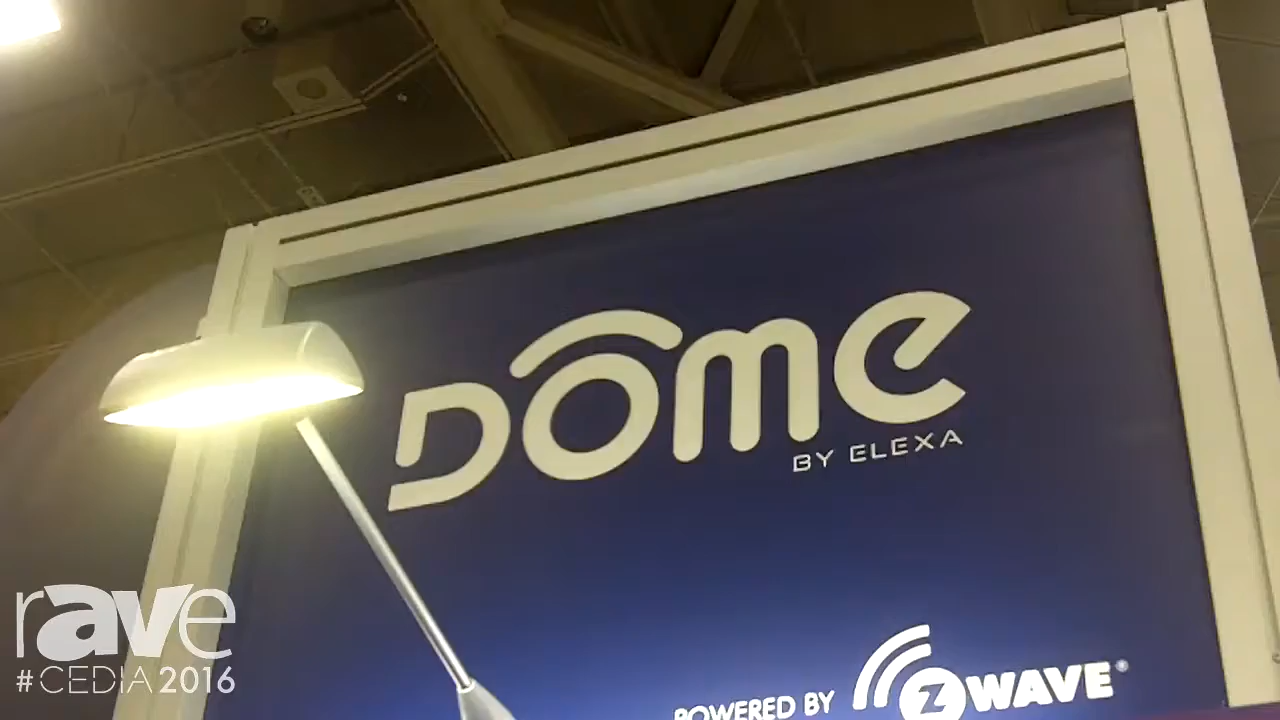 DOME
BY ELEXA
POWERED BY Z WAVE®
rAVe
#CEDIA2016